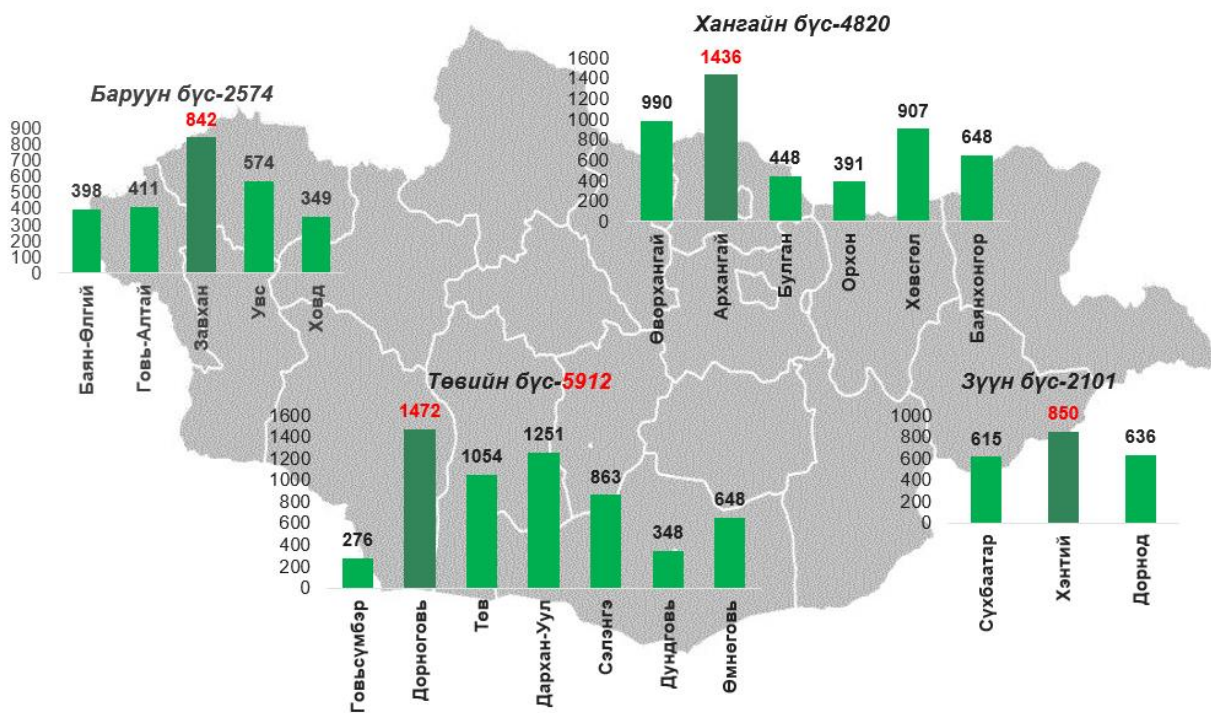 Баруун бүс-2574
900
800
700
600
500
400
300
200
100
0
398
411
842
574
349
Баян-Өлгий
Говь-Алтай
Завхан
Увс
Ховд
Хангайн бүс-4820
1600
1400
1200
1000
800
600
400
200
0
990
1436
448
391
907
648
Өворхангай
Архангай
Булган
Орхон
Хөвсгөл
Баянхонгор
Төвийн бүс-5912
1600
1400
1200
1000
800
600
400
200
0
276
1472
1054
1251
863
348
648
Говьсүмбэр
Дорноговь
Төв
Дархан-Уул
Сэлэнгэ
Дундговь
Өмнөговь
Зүүн бүс-2101
1000
800
600
400
200
0
615
850
636
Сүхбаатар
Хэнтий
Дорнод